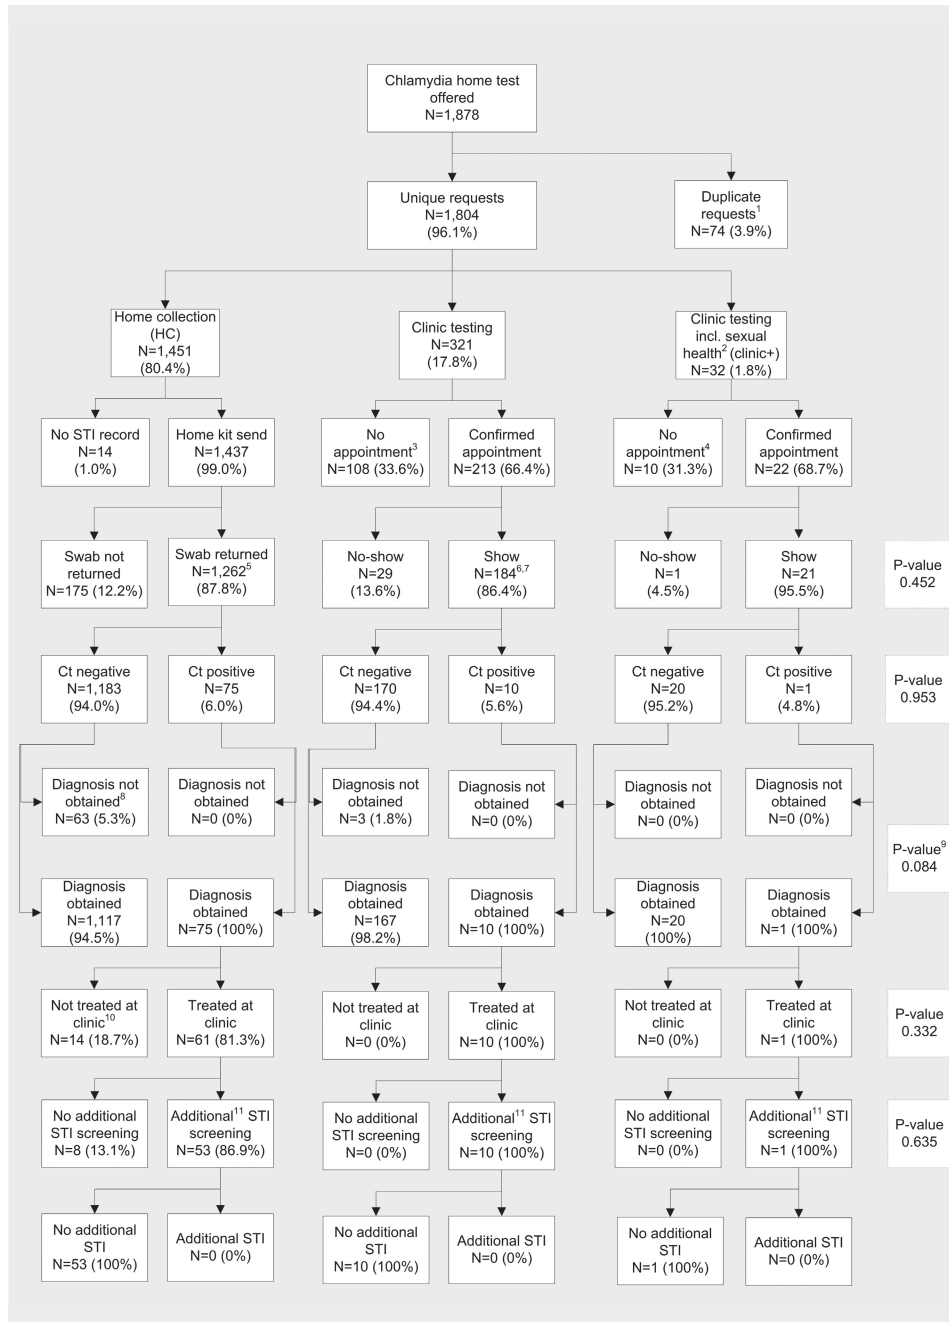 Chlamydia home test
offered
N=1,878
Unique requests
N=1,804
(96.1%)
Duplicate
requests¹
N=74 (3.9%)
Home collection
(HC)
N=1,451
(80.4%)
Clinic testing
N=321
(17.8%)
Clinic testing
incl. sexual
health² (clinic+)
N=32 (1.8%)
No STI record
N=14
(1.0%)
Home kit send
N=1,437
(99.0%)
No
appointment³
N=108 (33.6%)
Confirmed
appointment
N=213 (66.4%)
No
appointment⁴
N=10 (31.3%)
Confirmed
appointment
N=22 (68.7%)
Swab not
returned
N=175 (12.2%)
Swab returned
N=1,262⁵
(87.8%)
No-show
N=29
(13.6%)
Show
N=184⁶,⁷
(86.4%)
No-show
N=1
(4.5%)
Show
N=21
(95.5%)
P-value
0.452
Ct negative
N=1,183
(94.0%)
Ct positive
N=75
(6.0%)
Ct negative
N=170
(94.4%)
Ct positive
N=10
(5.6%)
Ct negative
N=20
(95.2%)
Ct positive
N=1
(4.8%)
P-value
0.953
Diagnosis not
obtained⁸
N=63 (5.3%)
Diagnosis not
obtained
N=0 (0%)
Diagnosis not
obtained
N=3 (1.8%)
Diagnosis not
obtained
N=0 (0%)
Diagnosis not
obtained
N=0 (0%)
Diagnosis not
obtained
N=0 (0%)
P-value⁹
0.084
Diagnosis
obtained
N=1,117
(94.5%)
Diagnosis
obtained
N=75 (100%)
Diagnosis
obtained
N=167
(98.2%)
Diagnosis
obtained
N=10 (100%)
Diagnosis
obtained
N=20
(100%)
Diagnosis
obtained
N=1 (100%)
Not treated at
clinic¹⁰
N=14 (18.7%)
Treated at
clinic
N=61 (81.3%)
Not treated at
clinic
N=0 (0%)
Treated at
clinic
N=10 (100%)
Not treated at
clinic
N=0 (0%)
Treated at
clinic
N=1 (100%)
P-value
0.332
No additional
STI screening
N=8 (13.1%)
Additional¹¹ STI
screening
N=53 (86.9%)
No additional
STI screening
N=0 (0%)
Additional¹¹ STI
screening
N=10 (100%)
No additional
STI screening
N=0 (0%)
Additional¹¹ STI
screening
N=1 (100%)
P-value
0.635
No additional
STI
N=53 (100%)
Additional STI
N=0 (0%)
No additional
STI
N=10 (100%)
Additional STI
N=0 (0%)
No additional
STI
N=1 (100%)
Additional STI
N=0 (0%)